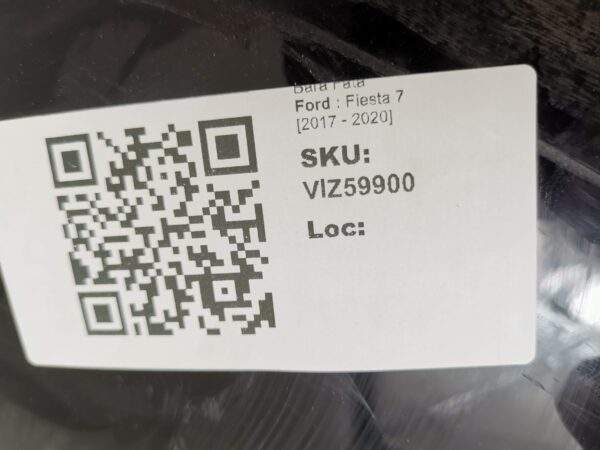 Bara Fata
Ford : Fiesta 7
[2017 - 2020]
SKU:
VIZ59900
Loc: